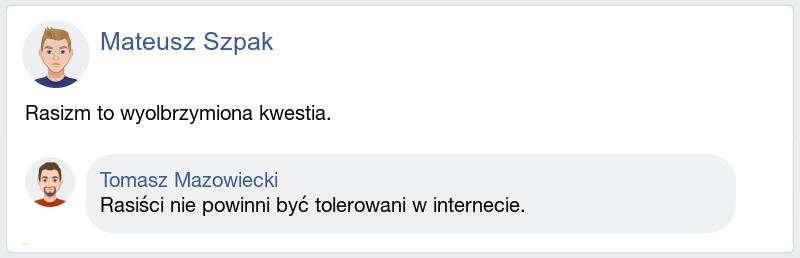 Mateusz Szpak
Rasizm to wyolbrzymiona kwestia.
Tomasz Mazowiecki
Rasiści nie powinni być tolerowani w internecie.